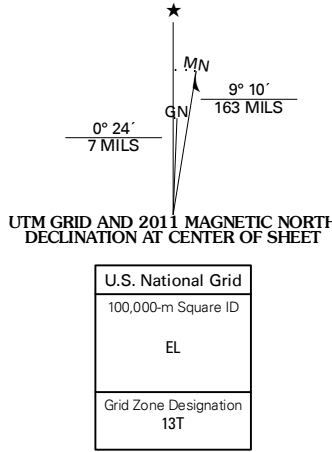 ★
MN
GN
9° 10´
163 MILS
0° 24´
7 MILS
UTM GRID AND 2011 MAGNETIC NORTH
DECLINATION AT CENTER OF SHEET
U.S. National Grid
100,000-m Square ID
EL
Grid Zone Designation
13T